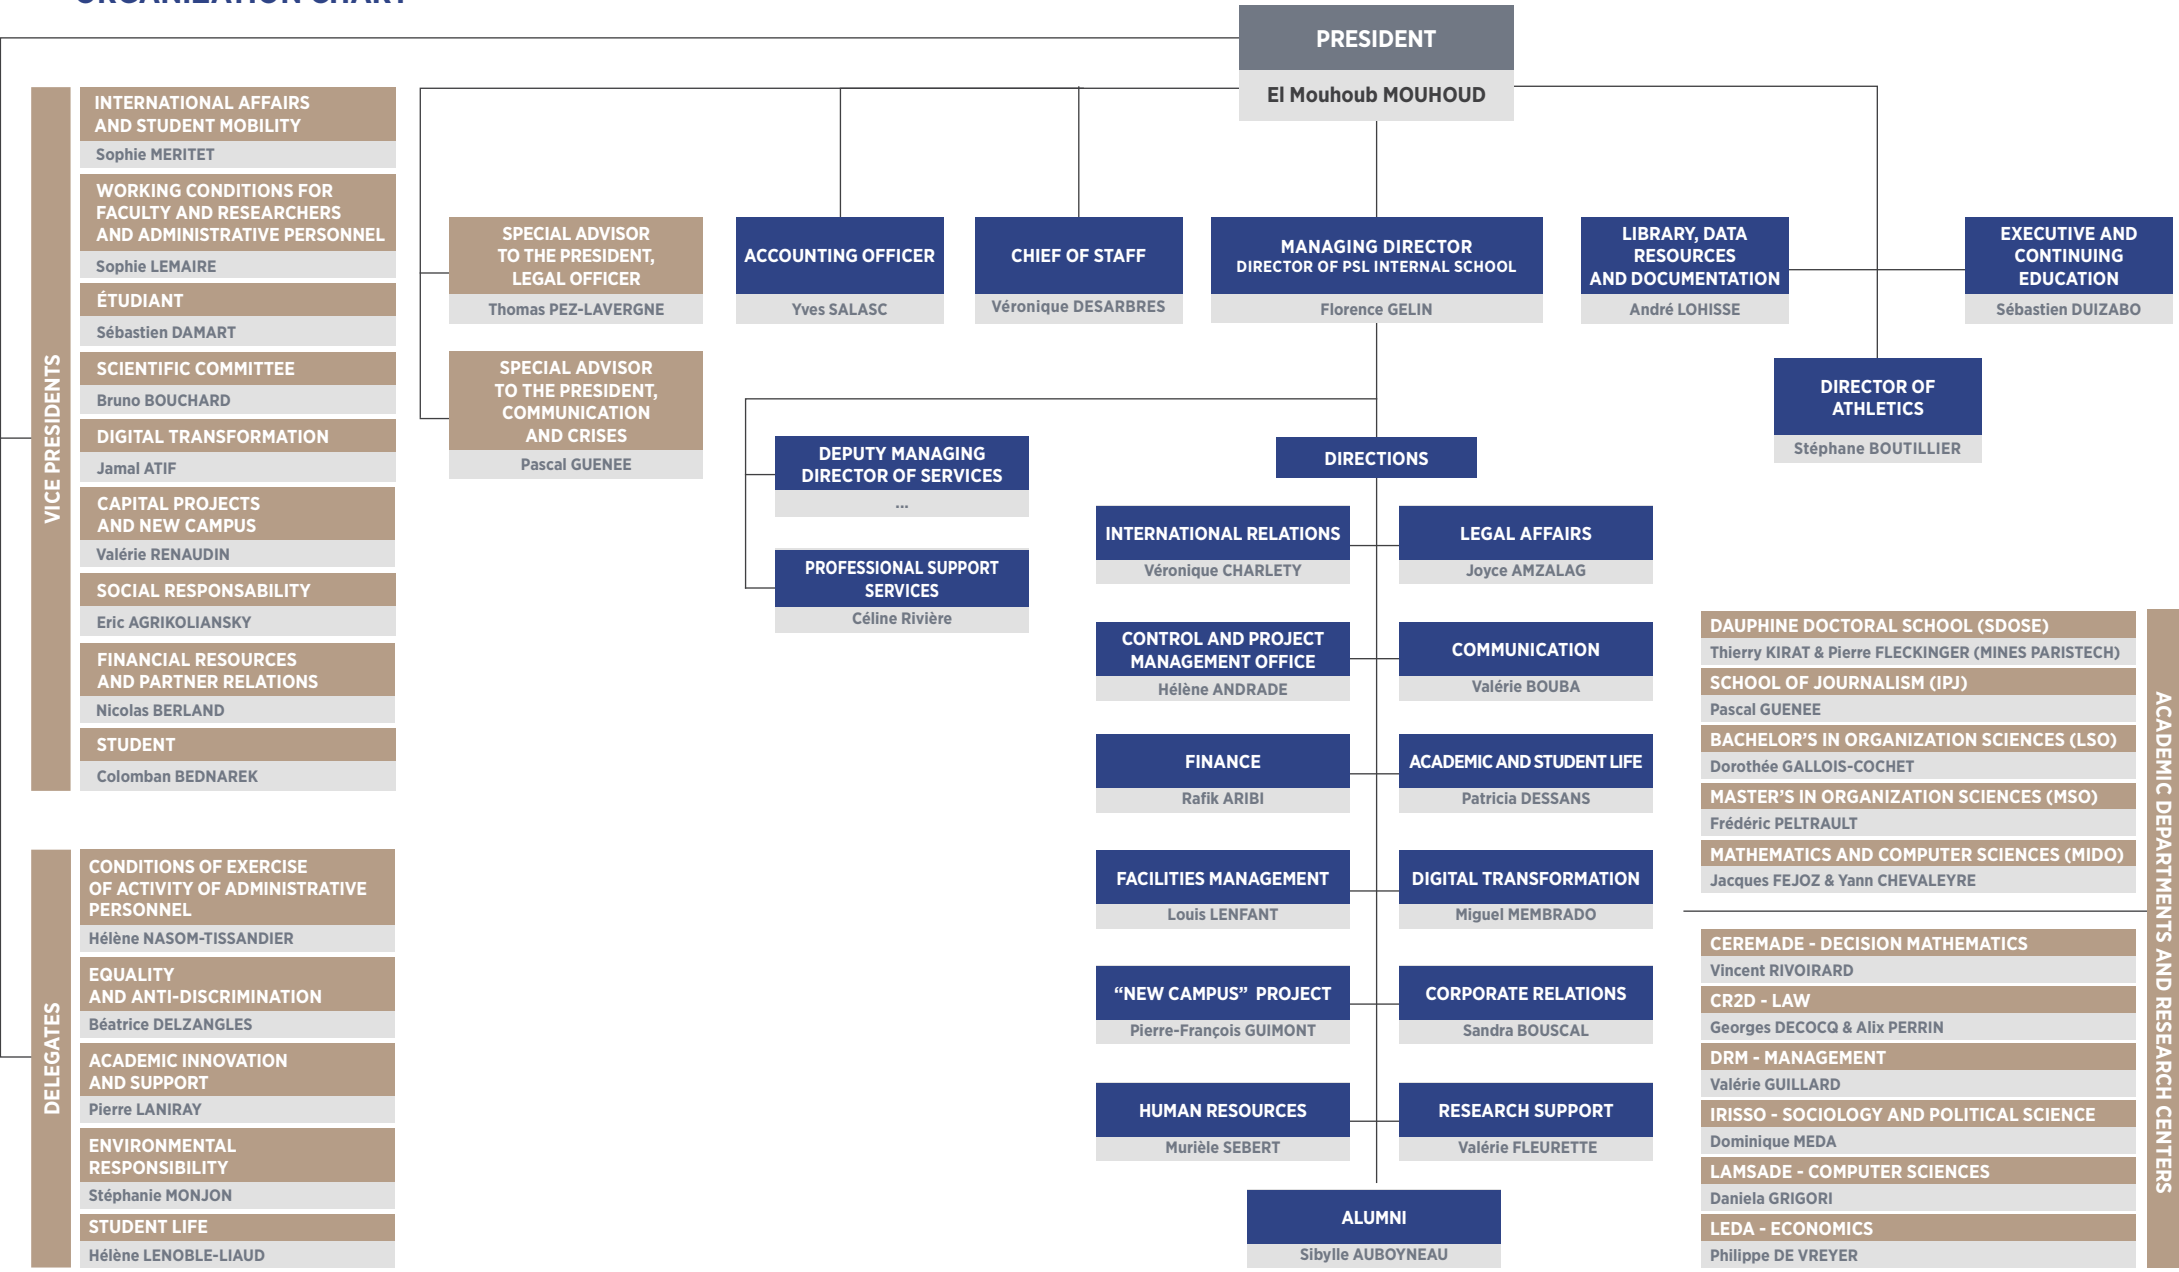 ORGANIZATION CHART
PRESIDENT
El Mouhoub MOUHOUD
VICE PRESIDENTS
INTERNATIONAL AFFAIRS
AND STUDENT MOBILITY
Sophie MERITET
WORKING CONDITIONS FOR
FACULTY AND RESEARCHERS
AND ADMINISTRATIVE PERSONNEL
Sophie LEMAIRE
ÉTUDIANT
Sébastien DAMART
SCIENTIFIC COMMITTEE
Bruno BOUCHARD
DIGITAL TRANSFORMATION
Jamal ATIF
CAPITAL PROJECTS
AND NEW CAMPUS
Valérie RENAUDIN
SOCIAL RESPONSABILITY
Eric AGRIKOLIANSKY
FINANCIAL RESOURCES
AND PARTNER RELATIONS
Nicolas BERLAND
STUDENT
Colomban BEDNAREK
DELEGATES
CONDITIONS OF EXERCISE
OF ACTIVITY OF ADMINISTRATIVE
PERSONNEL
Hélène NASOM-TISSANDIER
EQUALITY
AND ANTI-DISCRIMINATION
Béatrice DELZANGLES
ACADEMIC INNOVATION
AND SUPPORT
Pierre LANIRAY
ENVIRONMENTAL
RESPONSIBILITY
Stéphanie MONJON
STUDENT LIFE
Hélène LENOBLE-LIAUD
SPECIAL ADVISOR
TO THE PRESIDENT,
LEGAL OFFICER
Thomas PEZ-LAVERGNE
SPECIAL ADVISOR
TO THE PRESIDENT,
COMMUNICATION
AND CRISES
Pascal GUENEE
ACCOUNTING OFFICER
Yves SALASC
CHIEF OF STAFF
Véronique DESARBRES
MANAGING DIRECTOR
DIRECTOR OF PSL INTERNAL SCHOOL
Florence GELIN
LIBRARY, DATA
RESOURCES
AND DOCUMENTATION
André LOHISSE
EXECUTIVE AND
CONTINUING
EDUCATION
Sébastien DUIZABO
DIRECTOR OF
ATHLETICS
Stéphane BOUTILLIER
DEPUTY MANAGING
DIRECTOR OF SERVICES
...
PROFESSIONAL SUPPORT
SERVICES
Céline Rivière
DIRECTIONS
INTERNATIONAL RELATIONS
Véronique CHARLETY
LEGAL AFFAIRS
Joyce AMZALAG
CONTROL AND PROJECT
MANAGEMENT OFFICE
Hélène ANDRADE
COMMUNICATION
Valérie BOUBA
FINANCE
Rafik ARIBI
ACADEMIC AND STUDENT LIFE
Patricia DESSANS
FACILITIES MANAGEMENT
Louis LENFANT
DIGITAL TRANSFORMATION
Miguel MEMBRADO
“NEW CAMPUS” PROJECT
Pierre-François GUIMONT
CORPORATE RELATIONS
Sandra BOUSCAL
HUMAN RESOURCES
Murièle SEBERT
RESEARCH SUPPORT
Valérie FLEURETTE
ALUMNI
Sibylle AUBOYNEAU
ACADEMIC DEPARTMENTS AND RESEARCH CENTERS
DAUPHINE DOCTORAL SCHOOL (SDOSE)
Thierry KIRAT & Pierre FLECKINGER (MINES PARISTECH)
SCHOOL OF JOURNALISM (IPJ)
Pascal GUENEE
BACHELOR’S IN ORGANIZATION SCIENCES (LSO)
Dorothée GALLOIS-COCHET
MASTER’S IN ORGANIZATION SCIENCES (MSO)
Frédéric PELTRAULT
MATHEMATICS AND COMPUTER SCIENCES (MIDO)
Jacques FEJOZ & Yann CHEVALEYRE
CEREMADE - DECISION MATHEMATICS
Vincent RIVOIRARD
CR2D - LAW
Georges DECOCQ & Alix PERRIN
DRM - MANAGEMENT
Valérie GUILLARD
IRISSO - SOCIOLOGY AND POLITICAL SCIENCE
Dominique MEDA
LAMSADE - COMPUTER SCIENCES
Daniela GRIGORI
LEDA - ECONOMICS
Philippe DE VREYER